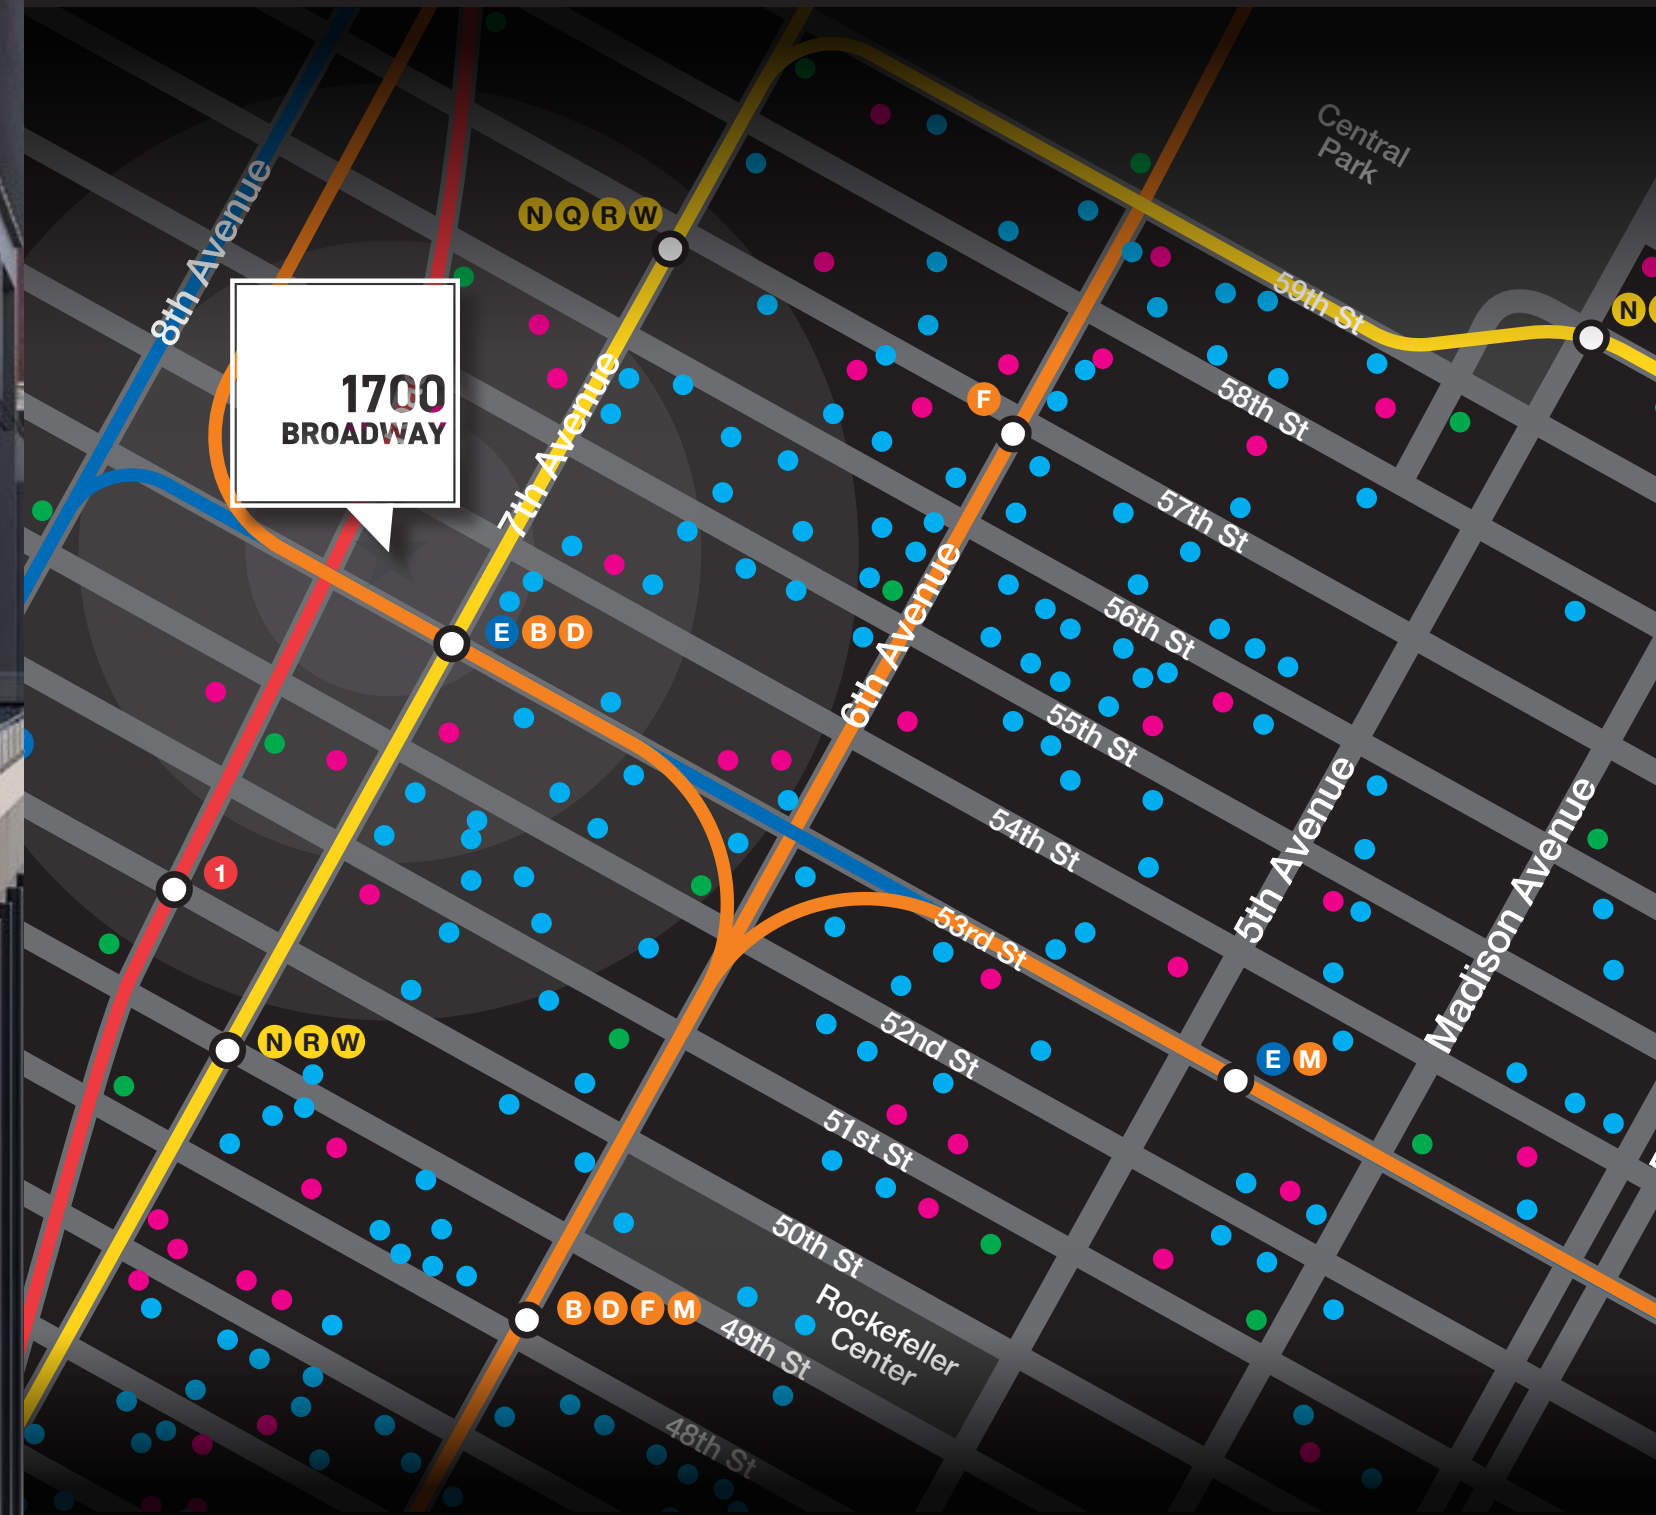 Central
Park
8th Avenue
N Q R W
59th St
N
1700
BROADWAY
7th Avenue
F
58th St
57th St
6th Avenue
56th St
E B D
55th St
54th St
5th Avenue
Madison Avenue
1
53rd St
52nd St
N R W
E M
51st St
50th St
B D F M
Rockefeller
Center
49th St
48th St